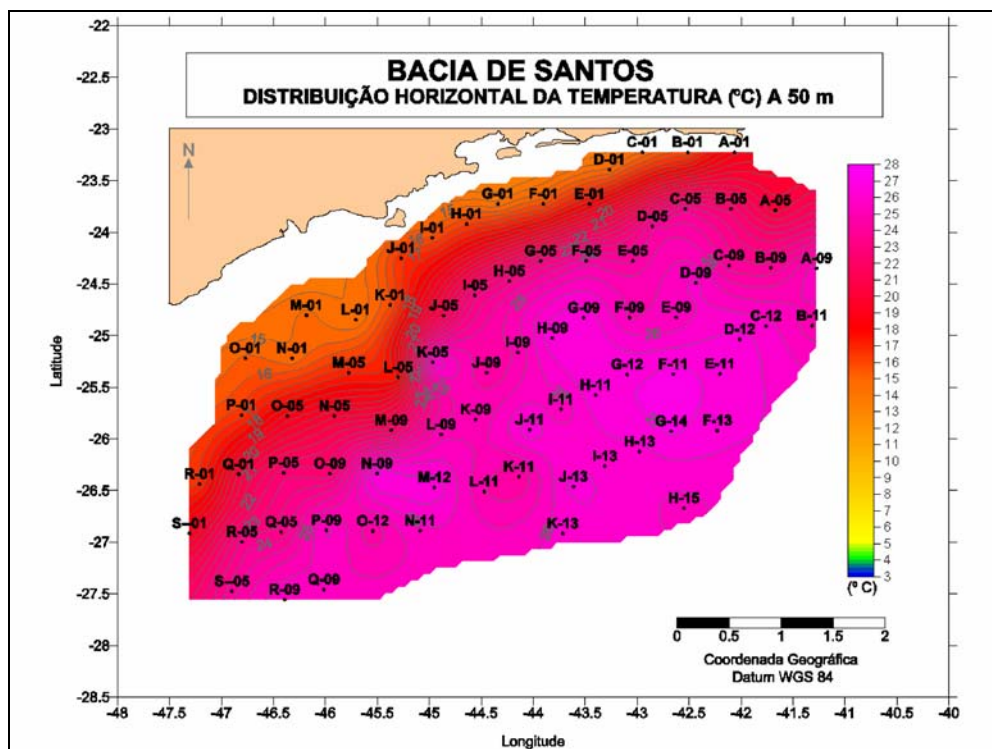 BACIA DE SANTOS
DISTRIBUIÇÃO HORIZONTAL DA TEMPERATURA (ºC) A 50 m
-22
-22.5
-23
-23.5
-24
-24.5
-25
-25.5
-26
-26.5
-27
-27.5
-28
-28.5
Latitude
N
C-01 B-01 A-01
D-01
G-01 F-01 E-01
H-01
I-01
J-01
C-05 B-05 A-05
D-05
G-05 F-05 E-05
H-05
I-05
J-05
K-01
L-01
M-01
C-09 B-09 A-09
D-09
G-09 F-09 E-09
H-09
I-09
C-12 B-11
D-12
O-01 N-01 M-05 L-05 K-05 J-09
G-12 F-11 E-11
H-11
I-11
P-01 O-05 N-05 M-09 L-09 K-09 J-11
G-14 F-13
H-13
I-13
R-01 Q-01 P-05 O-09 N-09 M-12 L-11 K-11 J-13
H-15
S--01 R-05 Q-05 P-09 O-12 N-11 K-13
S--05 R-09 Q-09
15
16
20
22
28
27
26
25
24
23
22
21
20
19
18
17
16
15
14
13
12
11
10
9
8
7
6
5
4
3
(º C)
0 0.5 1 1.5 2
Coordenada Geográfica
Datum WGS 84
-48 -47.5 -47 -46.5 -46 -45.5 -45 -44.5 -44 -43.5 -43 -42.5 -42 -41.5 -41 -40.5 -40
Longitude